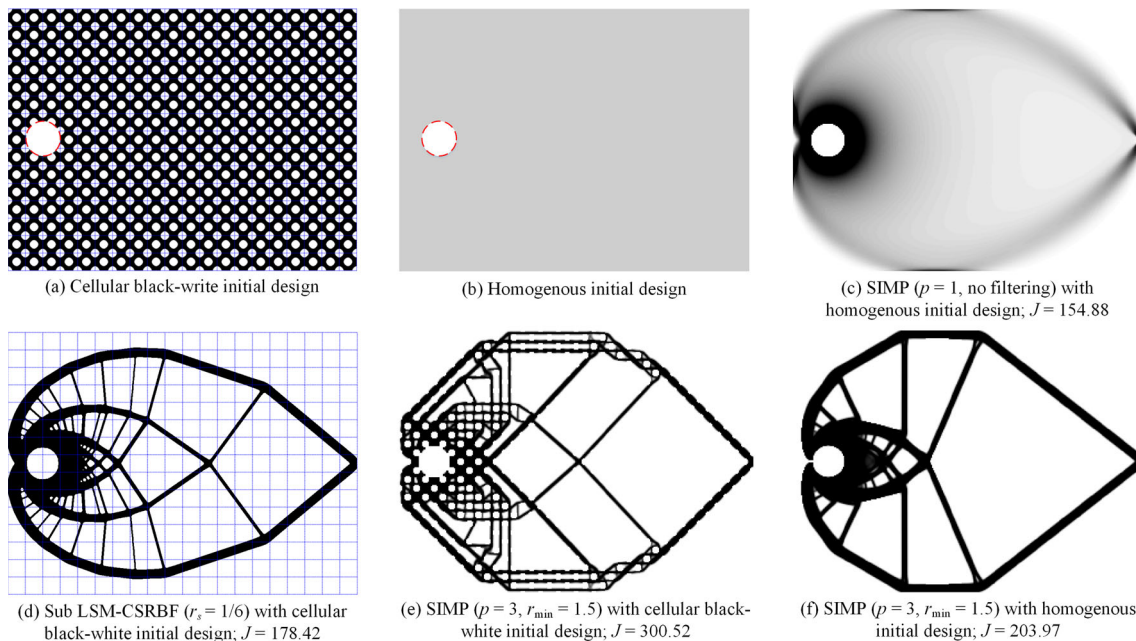 (a) Cellular black-write initial design
(b) Homogenous initial design
(c) SIMP (p = 1, no filtering) with
homogenous initial design; J = 154.88
(d) Sub LSM-CSRBF (rs = 1/6) with cellular
black-white initial design; J = 178.42
(e) SIMP (p = 3, rmin = 1.5) with cellular black-
white initial design; J = 300.52
(f) SIMP (p = 3, rmin = 1.5) with homogenous
initial design; J = 203.97